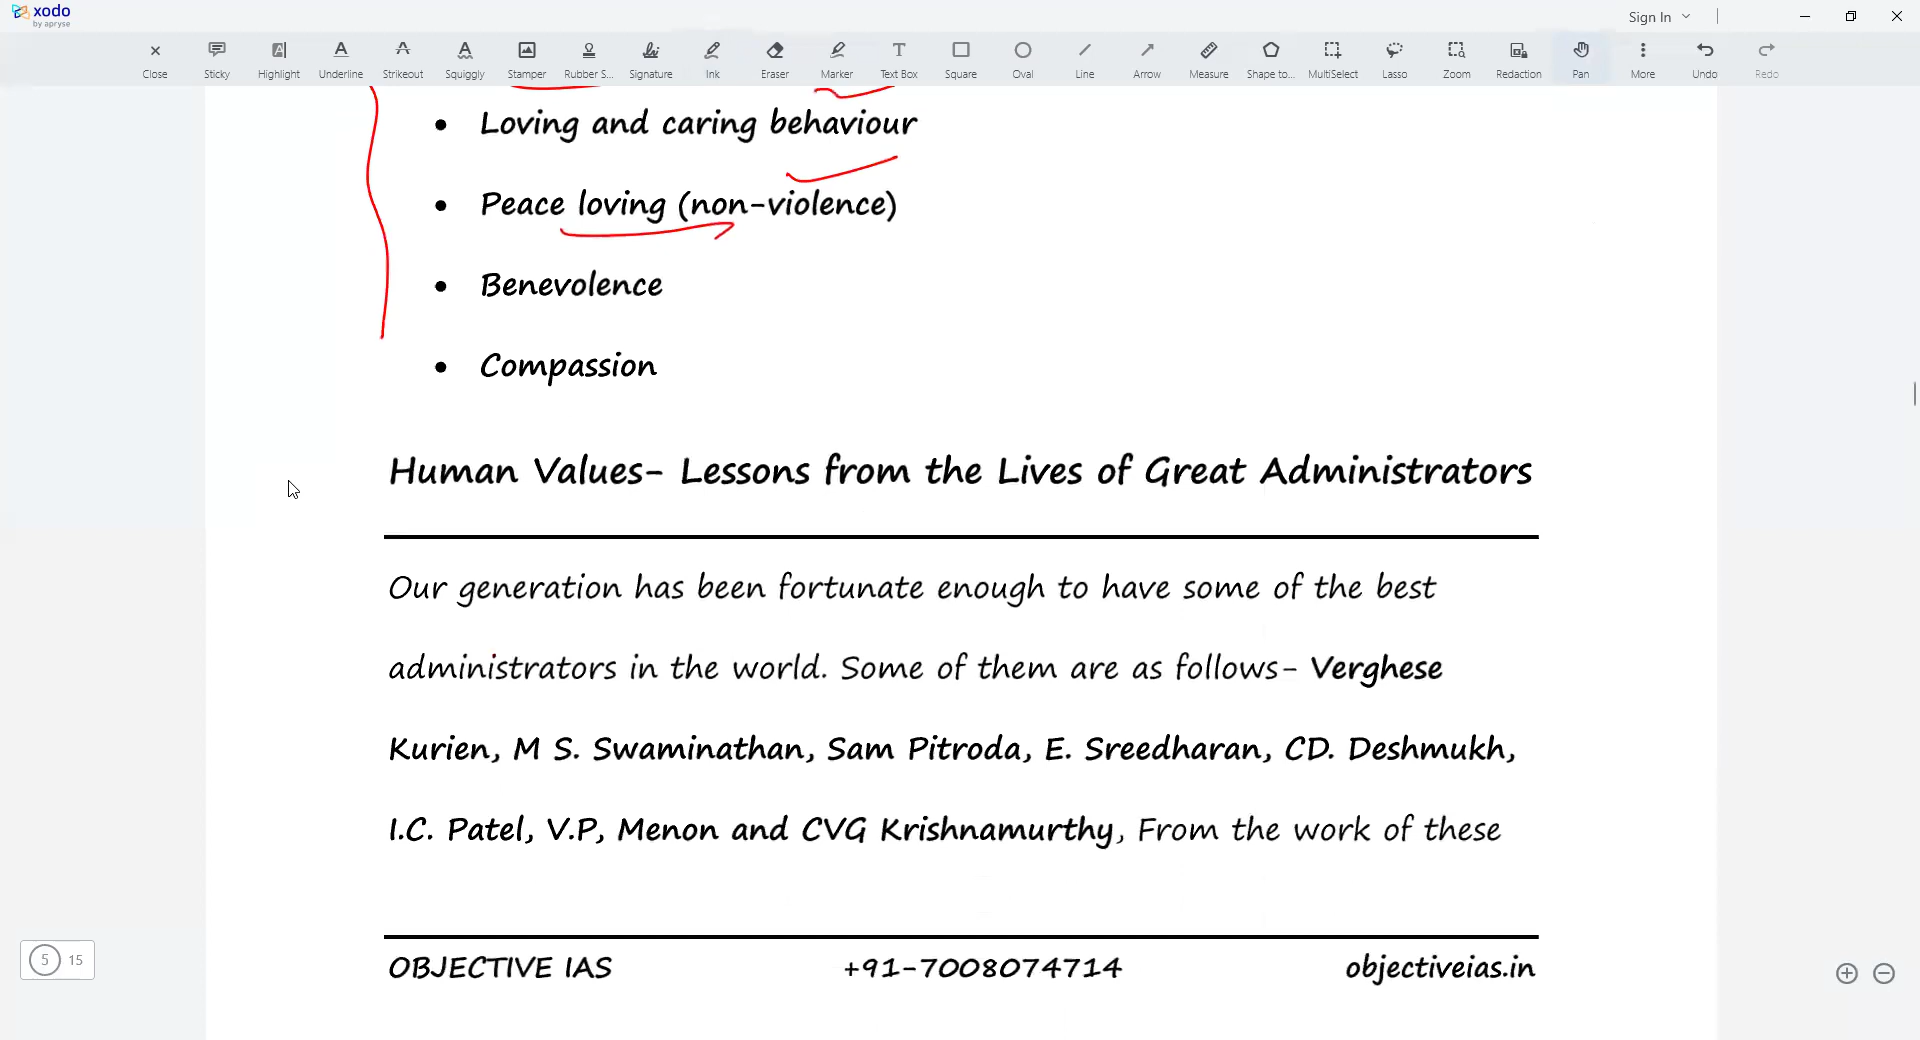 xodo
by apryse
Sign In
Close
Sticky
Highlight
Underline
Strikeout
Squiggly
Stamper
Rubber S...
Signature
Ink
Eraser
Marker
Text Box
Square
Oval
Line
Arrow
Measure
Shape to...
MultiSelect
Lasso
Zoom
Redaction
Pan
More
Undo
Redo
• Loving and caring behaviour
• Peace loving (non-violence)
• Benevolence
• Compassion
Human Values- Lessons from the Lives of Great Administrators
Our generation has been fortunate enough to have some of the best
administrators in the world. Some of them are as follows- Verghese
Kurien, M S. Swaminathan, Sam Pitroda, E. Sreedharan, CD. Deshmukh,
I.C. Patel, V.P, Menon and CVG Krishnamurthy, From the work of these
OBJECTIVE IAS +91-7008074714 objectiveias.in
5 15